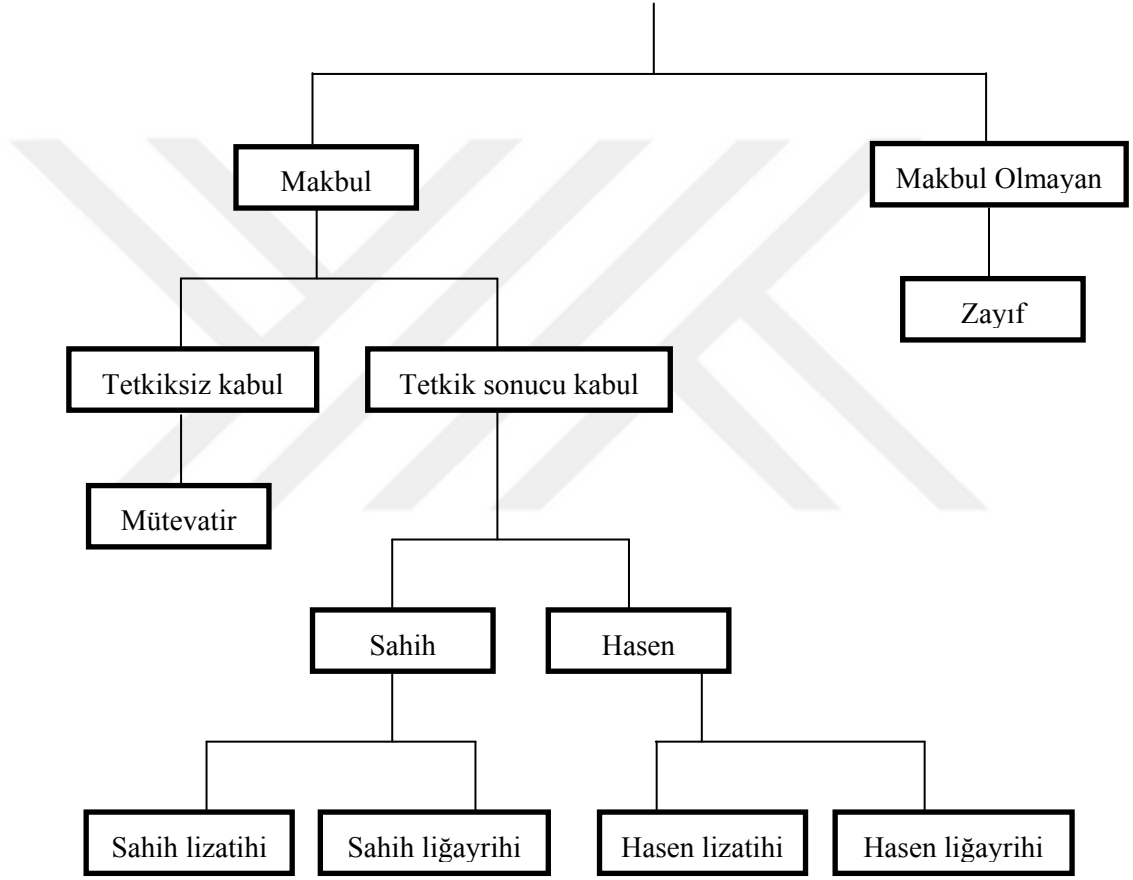 Makbul
Makbul Olmayan
Zayıf
Tetkiksiz kabul
Tetkik sonucu kabul
Mütevatir
Sahih
Hasen
Sahih lizatihi
Sahih liğayrihi
Hasen lizatihi
Hasen liğayrihi